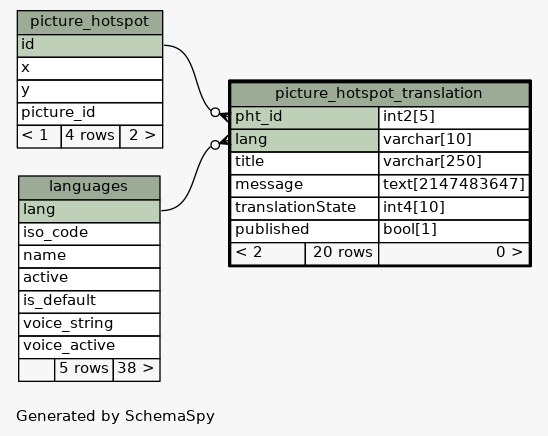 picture_hotspot
id
x
y
picture_id
< 1 4 rows 2 >
picture_hotspot_translation
pht_id int2[5]
lang varchar[10]
title varchar[250]
message text[2147483647]
translationState int4[10]
published bool[1]
< 2 20 rows 0 >
languages
lang
iso_code
name
active
is_default
voice_string
voice_active
5 rows 38 >
Generated by SchemaSpy